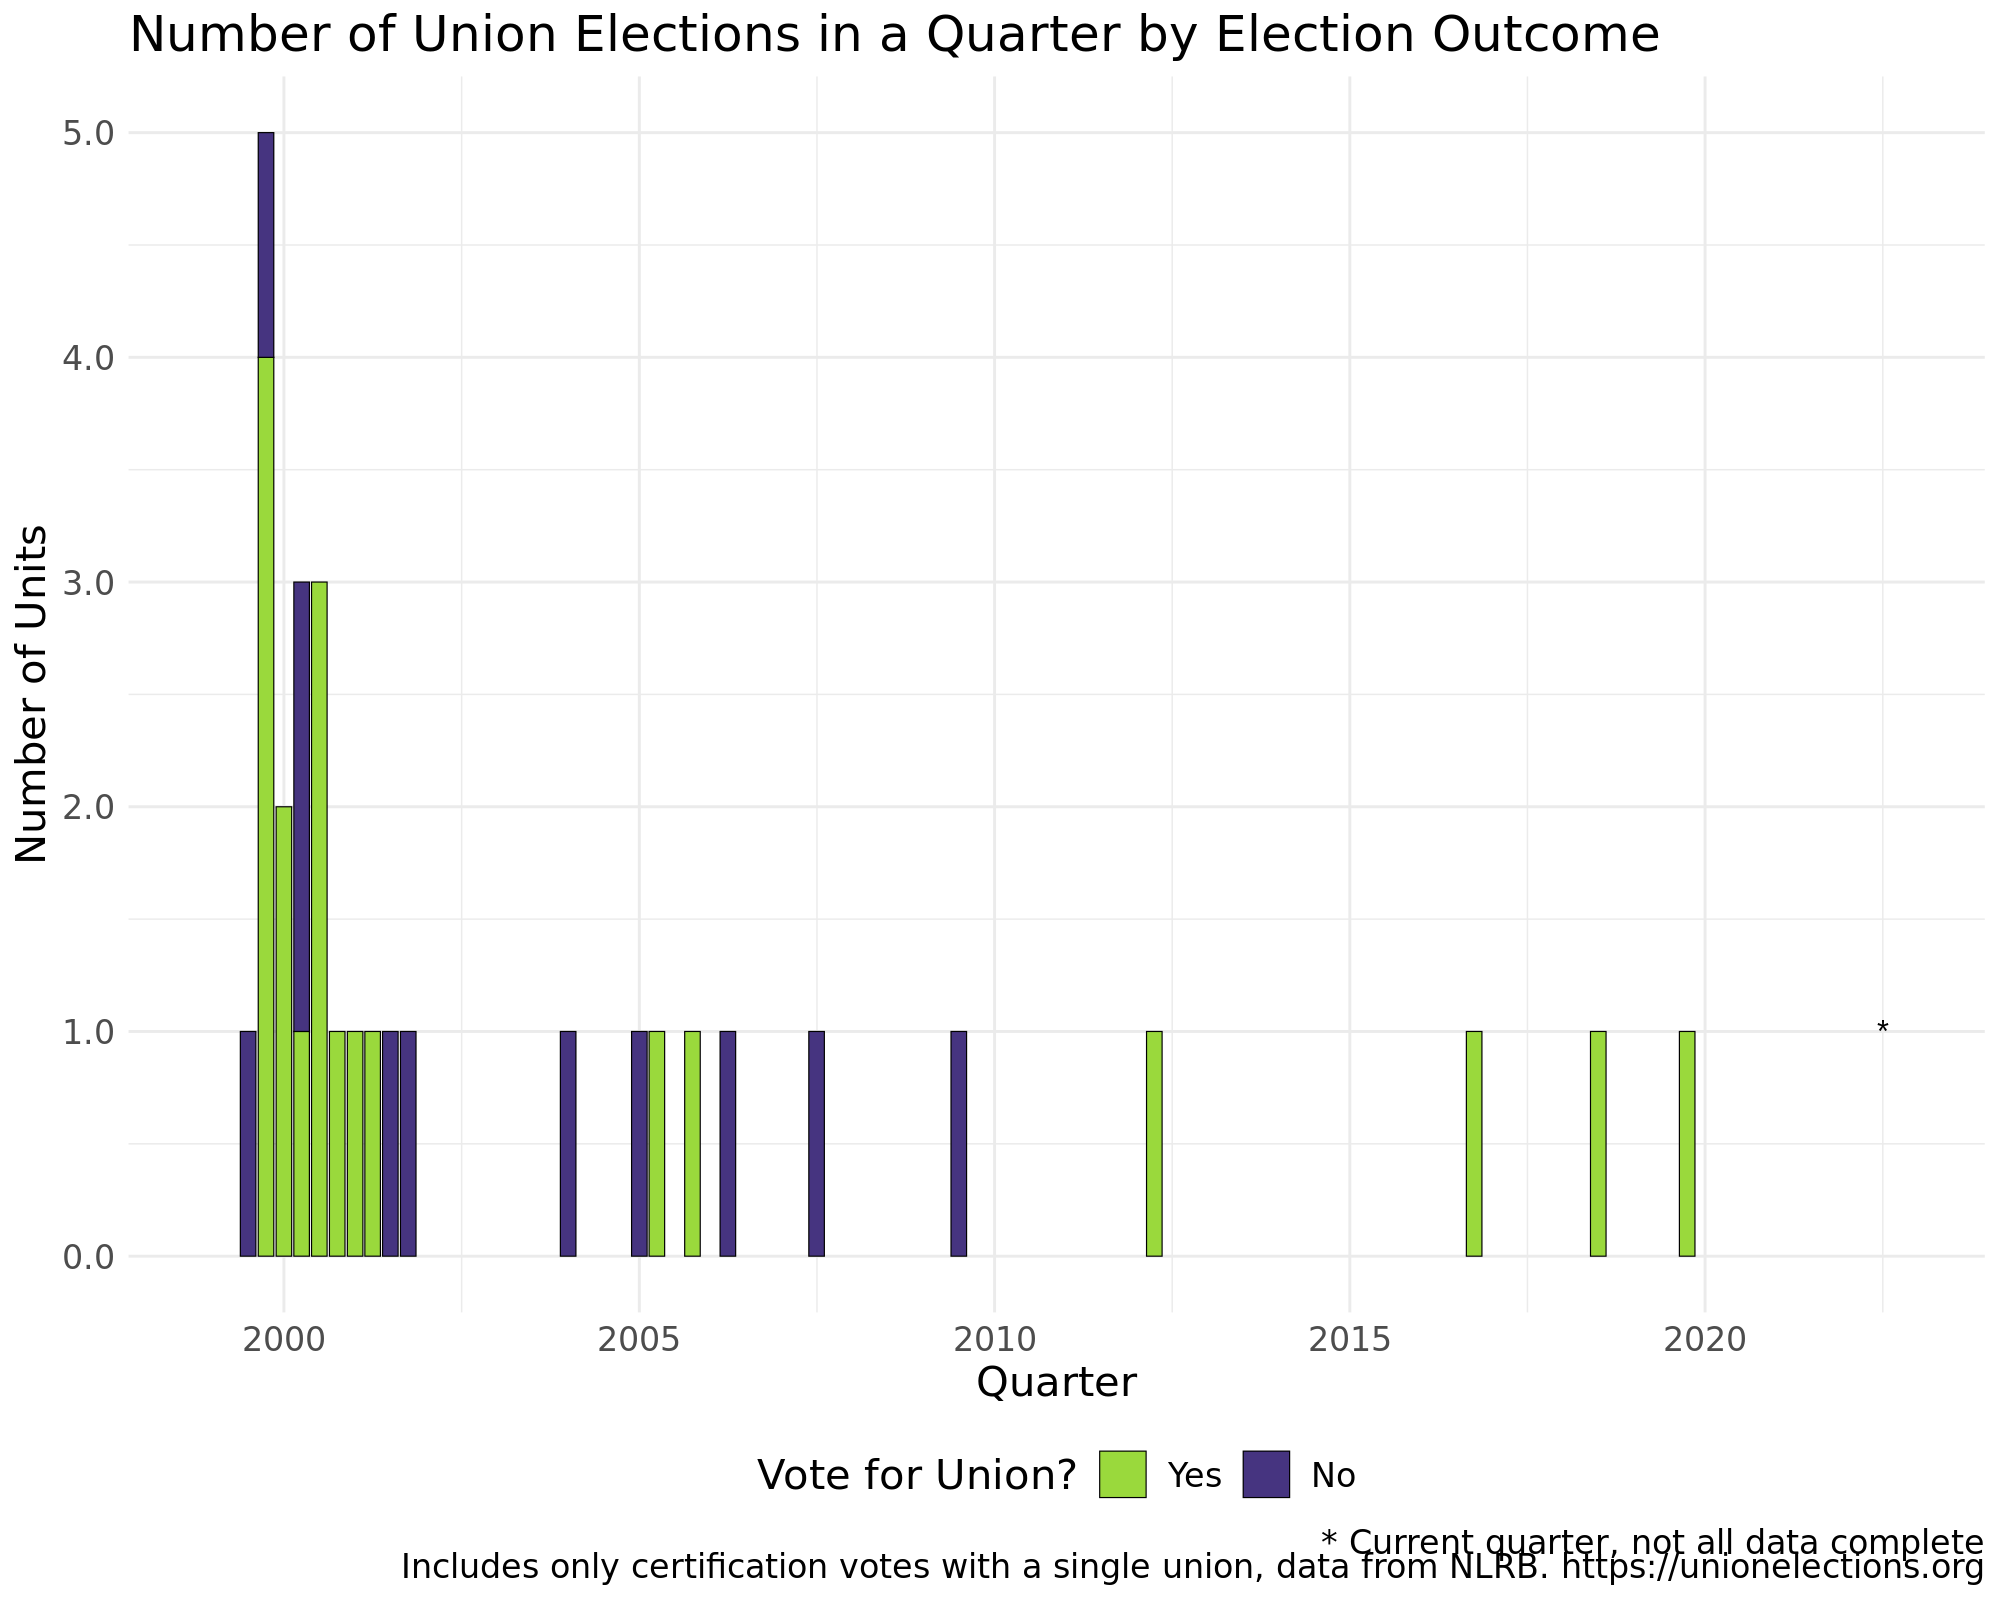 Number of Union Elections in a Quarter by Election Outcome
Number of Units
5.0
4.0
3.0
2.0
1.0
0.0
*
2000 2005 2010 2015 2020
Quarter
Vote for Union? Yes No
* Current quarter, not all data complete
Includes only certification votes with a single union, data from NLRB. https://unionelections.org